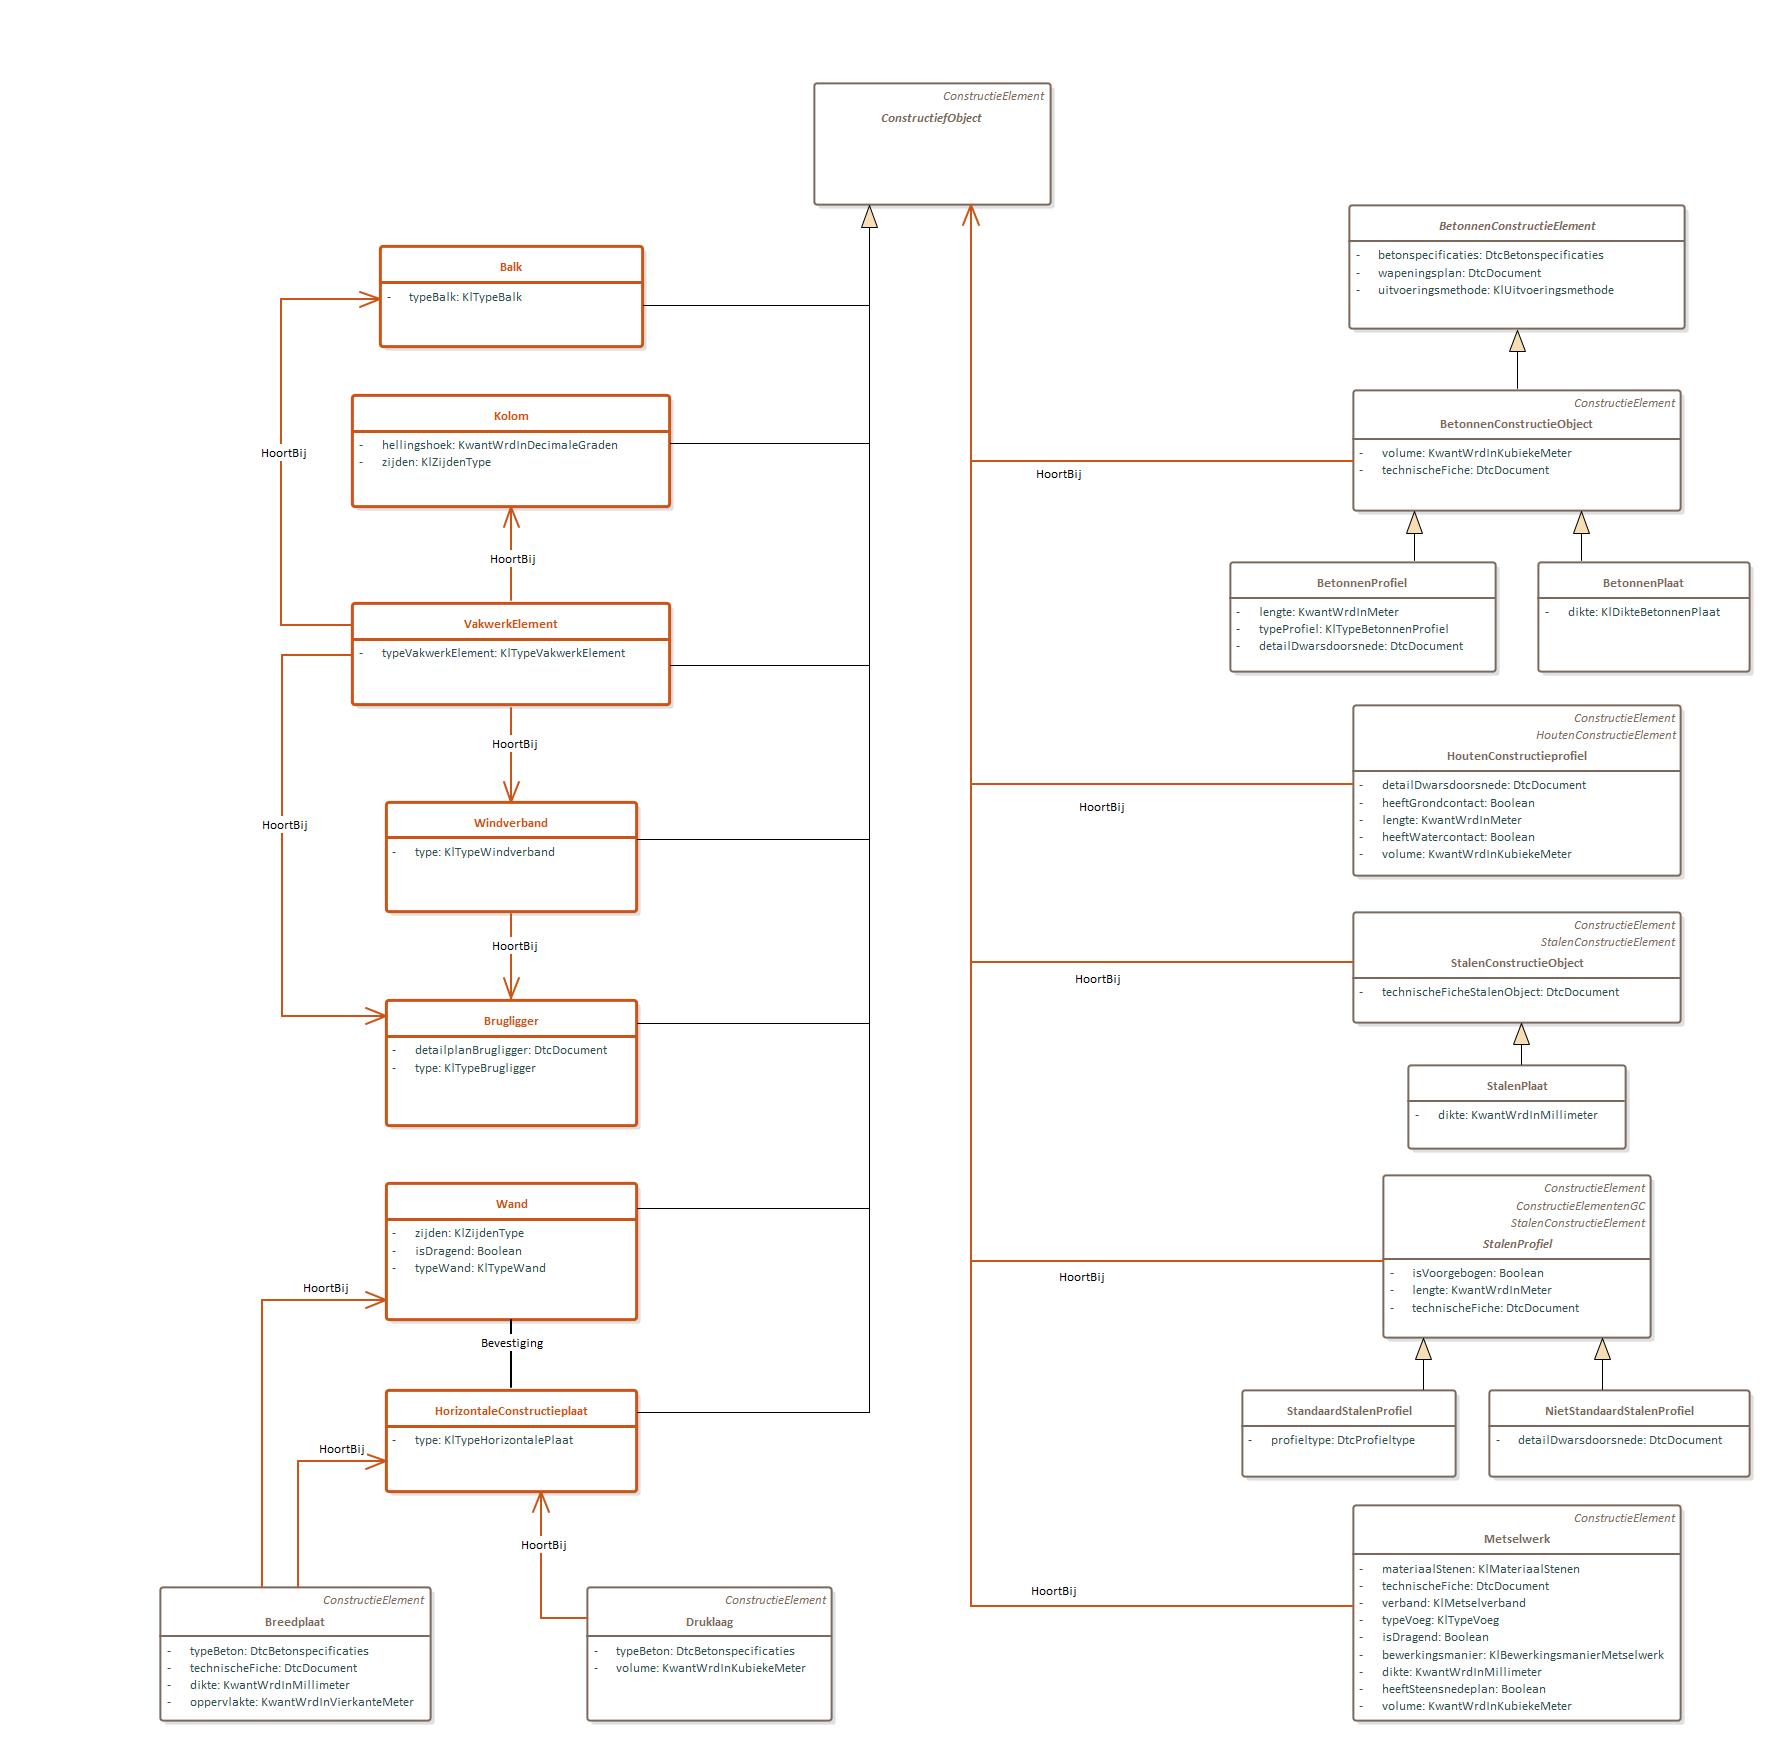 ConstructieElement
ConstructiefObject
Balk
- typeBalk: KlTypeBalk
HoortBij
Kolom
- hellingshoek: KwantWrdInDecimaleGraden
- zijden: KlZijdenType
HoortBij
VakwerkElement
- typeVakwerkElement: KlTypeVakwerkElement
HoortBij
HoortBij
Windverband
- type: KlTypeWindverband
HoortBij
Brugligger
- detailplanBrugligger: DtcDocument
- type: KlTypeBrugligger
Wand
- zijden: KlZijdenType
- isDragend: Boolean
- typeWand: KlTypeWand
HoortBij
Bevestiging
HorizontaleConstructieplaat
- type: KlTypeHorizontalePlaat
HoortBij
HoortBij
ConstructieElement
Breedplaat
- typeBeton: DtcBetonspecificaties
- technischeFiche: DtcDocument
- dikte: KwantWrdInMillimeter
- oppervlakte: KwantWrdInVierkanteMeter
ConstructieElement
Druklaag
- typeBeton: DtcBetonspecificaties
- volume: KwantWrdInKubiekeMeter
BetonnenConstructieElement
- betonspecificaties: DtcBetonspecificaties
- wapeningsplan: DtcDocument
- uitvoeringsmethode: KlUitvoeringsmethode
ConstructieElement
BetonnenConstructieObject
- volume: KwantWrdInKubiekeMeter
- technischeFiche: DtcDocument
HoortBij
BetonnenProfiel
- lengte: KwantWrdInMeter
- typeProfiel: KlTypeBetonnenProfiel
- detailDwarsdoorsnede: DtcDocument
BetonnenPlaat
- dikte: KlDikteBetonnenPlaat
ConstructieElement
HoutenConstructieElement
HoutenConstructieprofiel
- detailDwarsdoorsnede: DtcDocument
- heeftGrondcontact: Boolean
- lengte: KwantWrdInMeter
- heeftWatercontact: Boolean
- volume: KwantWrdInKubiekeMeter
HoortBij
ConstructieElement
StalenConstructieElement
StalenConstructieObject
- technischeFicheStalenObject: DtcDocument
HoortBij
StalenPlaat
- dikte: KwantWrdInMillimeter
ConstructieElement
ConstructieElementenGC
StalenConstructieElement
StalenProfiel
- isVoorgebogen: Boolean
- lengte: KwantWrdInMeter
- technischeFiche: DtcDocument
HoortBij
StandaardStalenProfiel
- profieltype: DtcProfieltype
NietStandaardStalenProfiel
- detailDwarsdoorsnede: DtcDocument
ConstructieElement
Metselwerk
- materiaalStenen: KlMateriaalStenen
- technischeFiche: DtcDocument
- verband: KlMetselverband
- typeVoeg: KlTypeVoeg
- isDragend: Boolean
- bewerkingsmanier: KlBewerkingsmanierMetselwerk
- dikte: KwantWrdInMillimeter
- heeftSteensnedeplan: Boolean
- volume: KwantWrdInKubiekeMeter
HoortBij